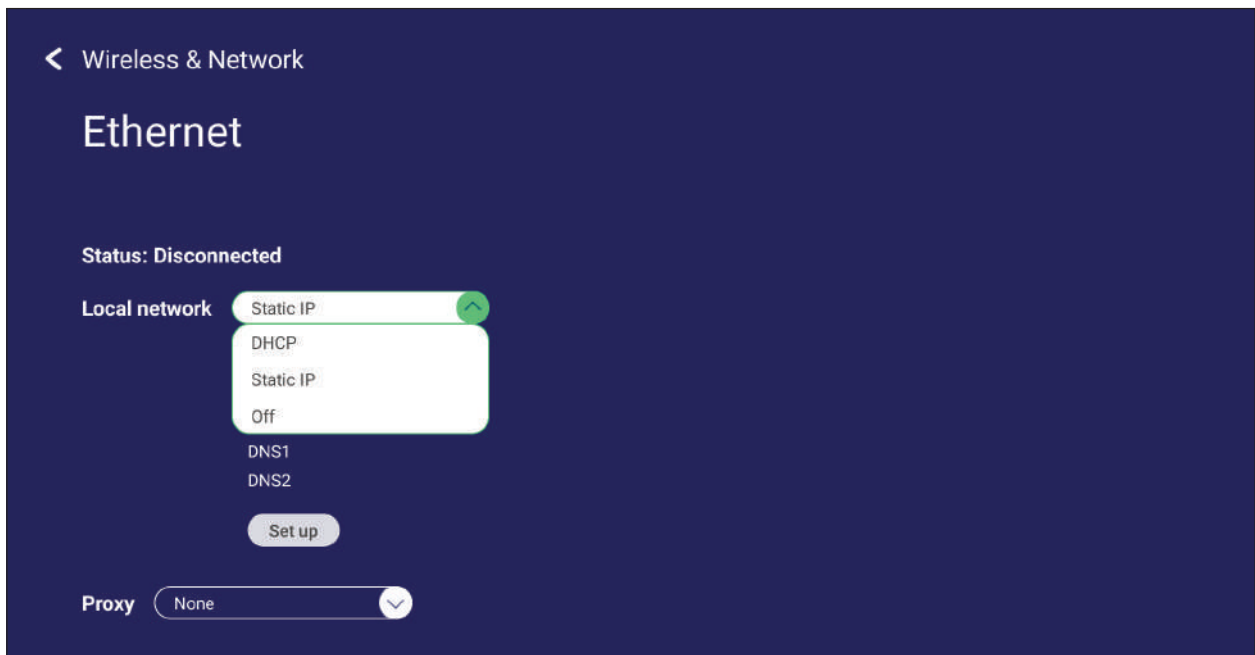 Wireless & Network
Ethernet
Status: Disconnected
Local network Static IP
DHCP
Static IP
Off
DNS1
DNS2
Set up
Proxy None